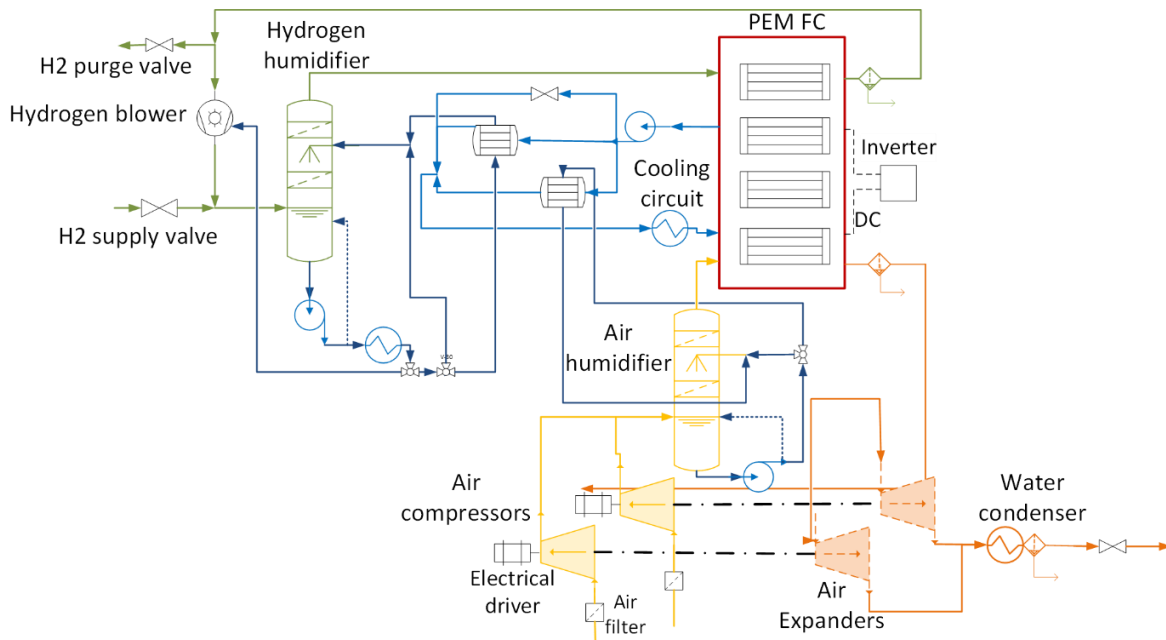 PEM FC
Hydrogen
humidifier
H2 purge valve
Hydrogen blower
Inverter
Cooling
circuit
DC
H2 supply valve
Air
humidifier
Air
compressors
Water
condenser
Electrical
driver
Air
filter
Air
Expanders